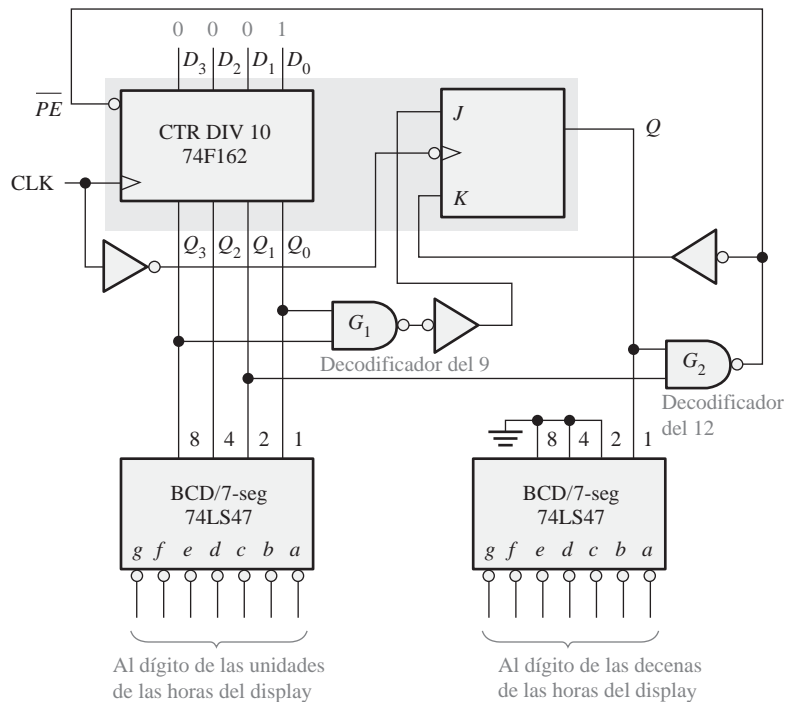 0 0 0 1
D3 D2 D1 D0
PE
CTR DIV 10
74F162
J
Q
CLK
K
Q3 Q2 Q1 Q0
G1
Decodificador del 9
G2
Decodificador
del 12
8 4 2 1
8 4 2 1
BCD/7-seg
74LS47
g f e d c b a
BCD/7-seg
74LS47
g f e d c b a
Al dígito de las unidades
de las horas del display
Al dígito de las decenas
de las horas del display